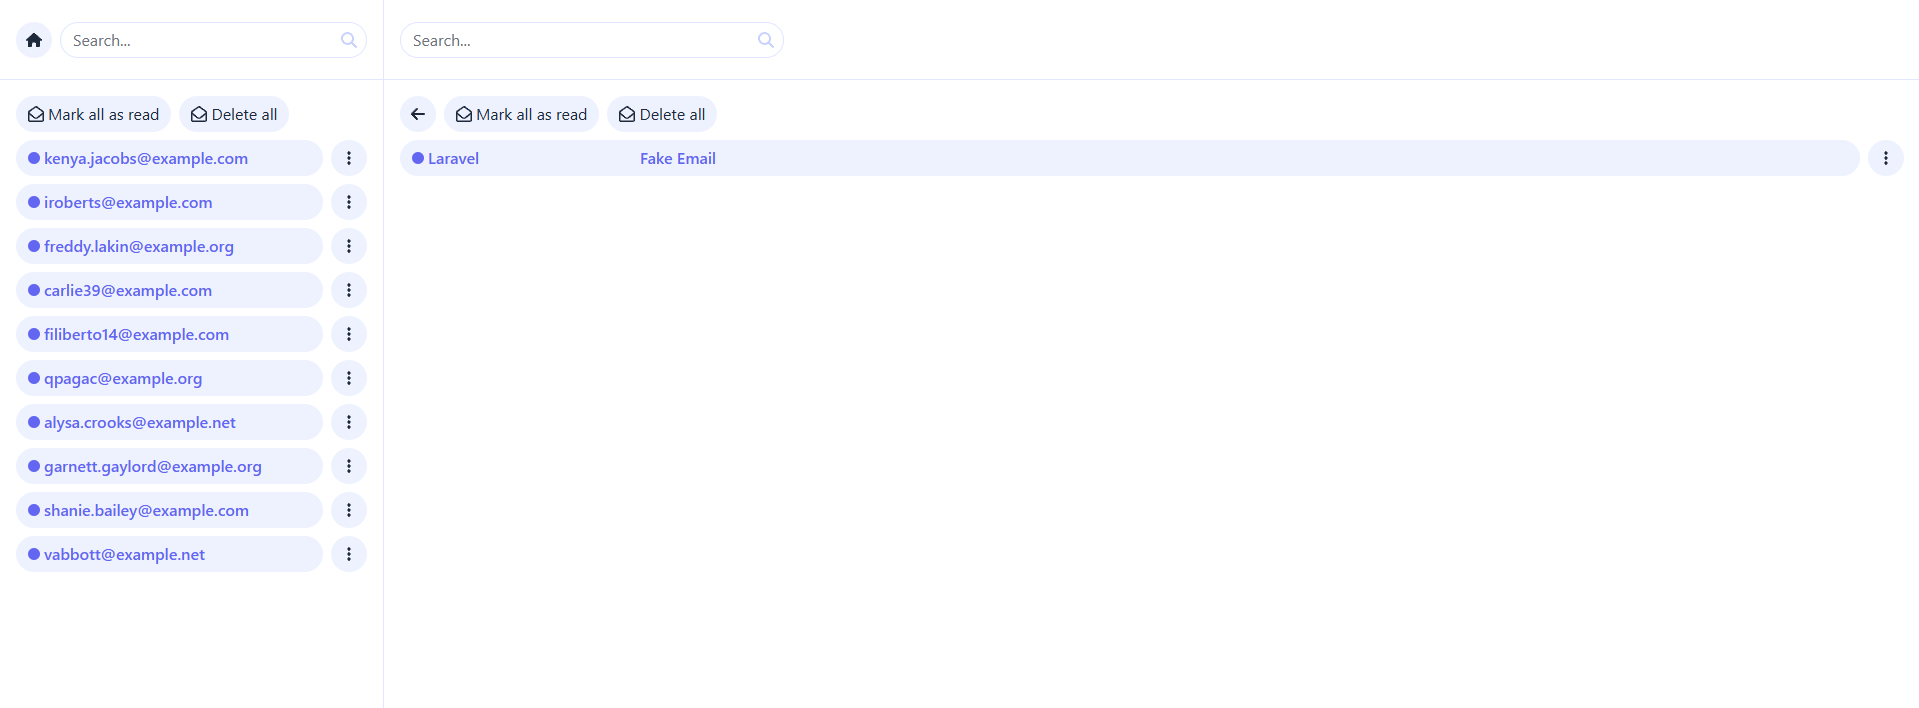 Search...
Mark all as read Delete all
kenya.jacobs@example.com
iroberts@example.com
freddy.lakin@example.org
carlie39@example.com
filiberto14@example.com
qpagac@example.org
alysa.crooks@example.net
garnett.gaylord@example.org
shanie.bailey@example.com
vabbott@example.net
Search...
Mark all as read Delete all
Laravel Fake Email